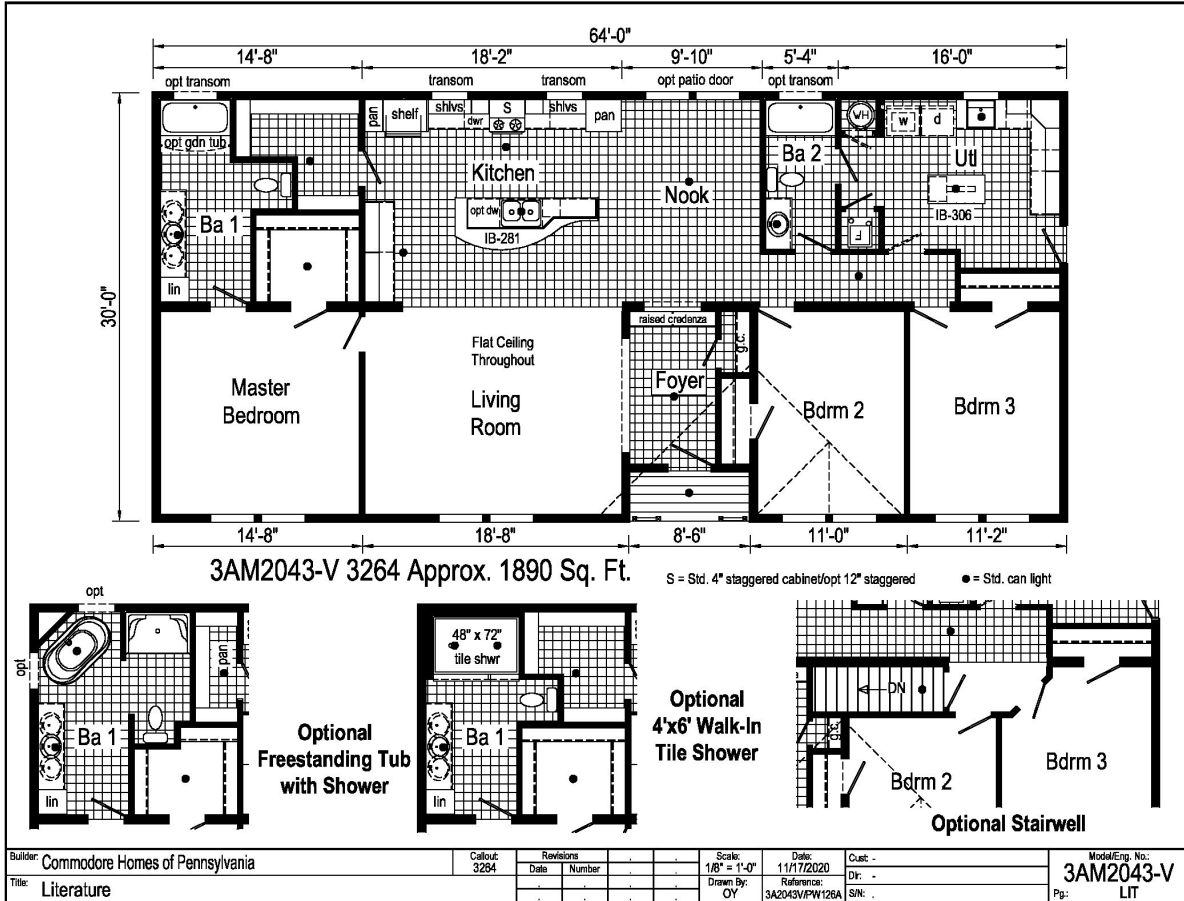 64'-0"
14'-8" 18'-2" 9'-10" 5'-4" 16'-0"
opt transom transom transom opt patio door opt transom
30'-0"
pan shelf shlvs dwr S shlvs pan
WH w d
opt gdn tub
Kitchen
Nook
Ba 2
Utl
Ba 1
opt dw
IB-281
IB-306
lin
raised credenza
g.c.
Flat Ceiling
Throughout
Master
Bedroom
Living
Room
Foyer
Bdrm 2
Bdrm 3
14'-8" 18'-8" 8'-6" 11'-0" 11'-2"
3AM2043-V 3264 Approx. 1890 Sq. Ft.
S = Std. 4" staggered cabinet/opt 12" staggered
● = Std. can light
opt
opt
pan
Ba 1
lin
Optional
Freestanding Tub
with Shower
48" x 72"
tile shwr
Ba 1
lin
Optional
4'x6' Walk-In
Tile Shower
DN
g.c.
Bdrm 2
Bdrm 3
Optional Stairwell
Builder: Commodore Homes of Pennsylvania
Title: Literature
Callout:
3264
Revisions
Date Number
Scale:
1/8" = 1'-0"
Drawn By:
OY
Date:
11/17/2020
Reference:
3A2043V/PW126A
Cust: -
Dir: -
S/N: .
Model/Eng. No.:
3AM2043-V
Pg.: LIT